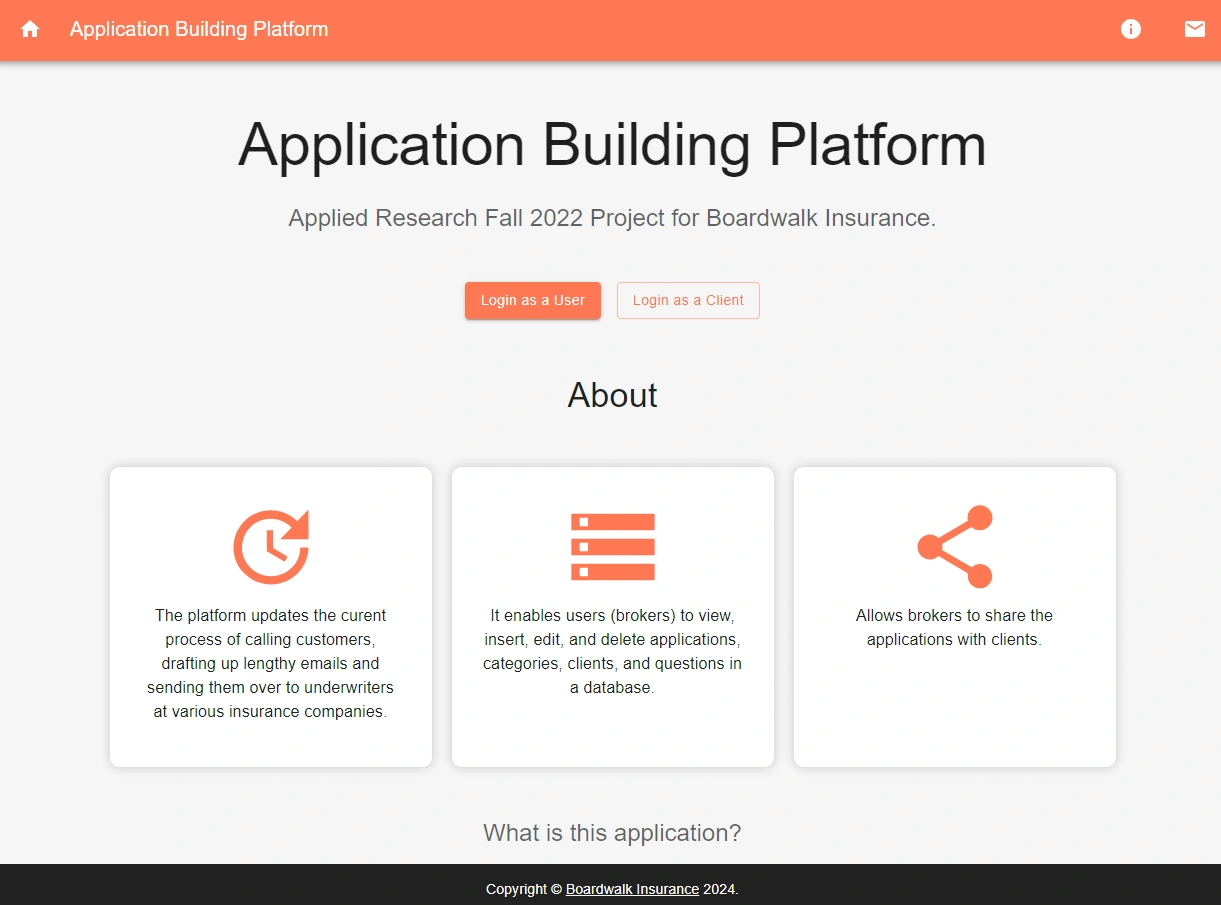 Application Building Platform
Application Building Platform
Applied Research Fall 2022 Project for Boardwalk Insurance.
Login as a User
Login as a Client
About
The platform updates the curent
process of calling customers,
drafting up lengthy emails and
sending them over to underwriters
at various insurance companies.
It enables users (brokers) to view,
insert, edit, and delete applications,
categories, clients, and questions in
a database.
Allows brokers to share the
applications with clients.
What is this application?
Copyright © Boardwalk Insurance 2024.